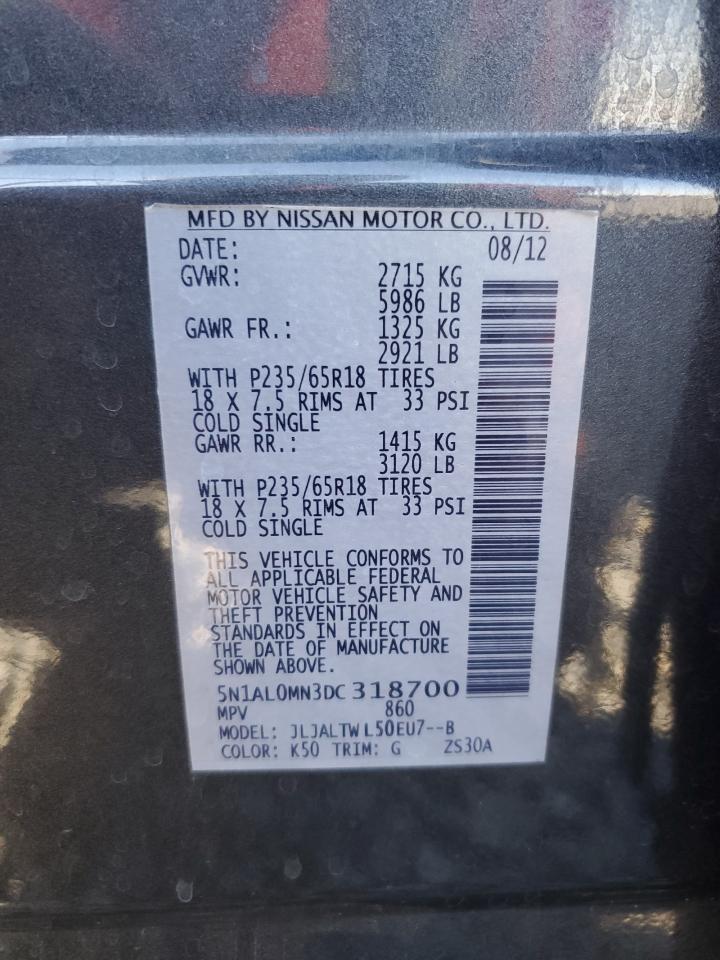 MFD BY NISSAN MOTOR CO., LTD.
DATE: 08/12
GVWR: 2715 KG
5986 LB
GAWR FR.: 1325 KG
2921 LB
WITH P235/65R18 TIRES
18 X 7.5 RIMS AT 33 PSI
COLD SINGLE
GAWR RR.: 1415 KG
3120 LB
WITH P235/65R18 TIRES
18 X 7.5 RIMS AT 33 PSI
COLD SINGLE
THIS VEHICLE CONFORMS TO
ALL APPLICABLE FEDERAL
MOTOR VEHICLE SAFETY AND
THEFT PREVENTION
STANDARDS IN EFFECT ON
THE DATE OF MANUFACTURE
SHOWN ABOVE.
5N1AL0MN3DC 318700
MPV 860
MODEL: JLJALTW L50EU7--B
COLOR: K50 TRIM: G ZS30A